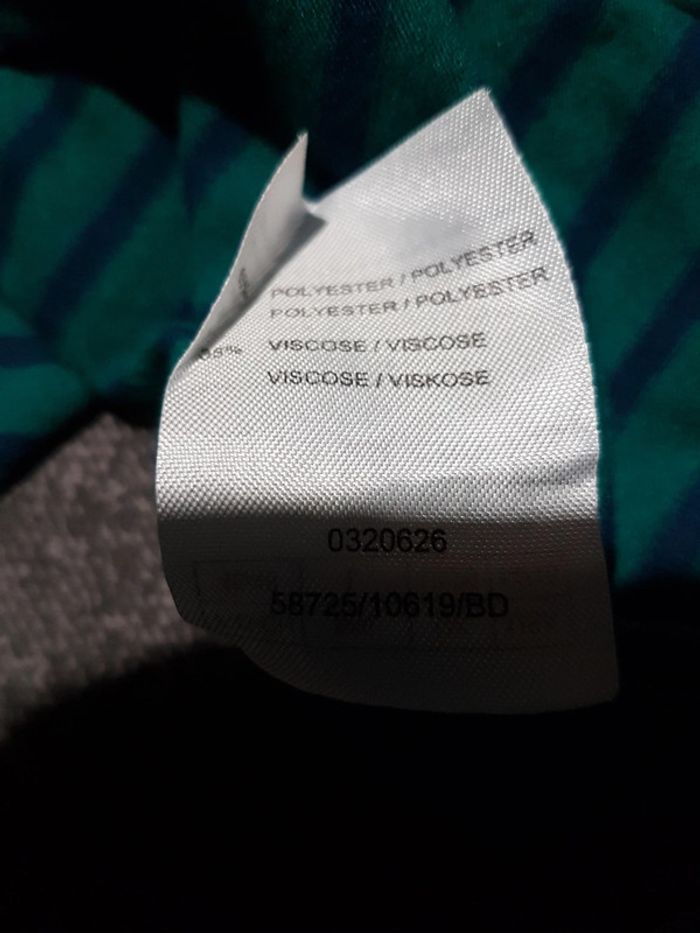 POLYESTER / POLYESTER
POLYESTER / POLYESTER
VISCOSE / VISCOSE
VISCOSE / VISKOSE
0320626
58725/10619/BD